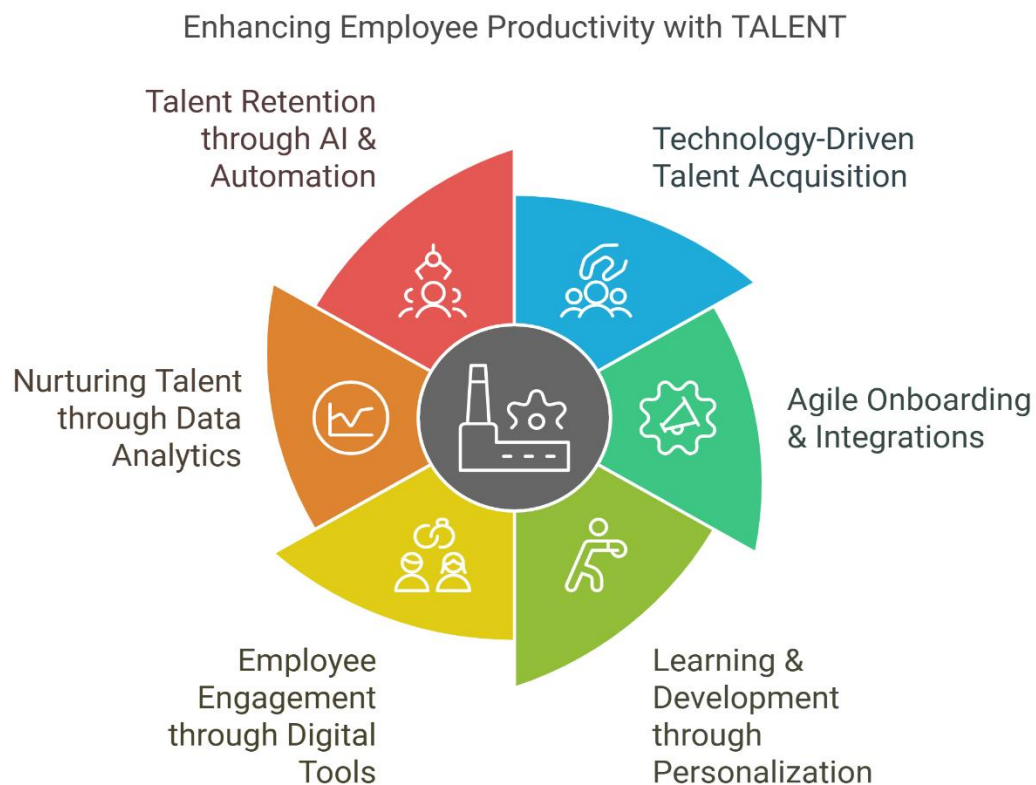 Enhancing Employee Productivity with TALENT
Talent Retention
through AI &
Automation
Technology-Driven
Talent Acquisition
Agile Onboarding
& Integrations
Learning &
Development
through
Personalization
Employee
Engagement
through Digital
Tools
Nurturing Talent
through Data
Analytics